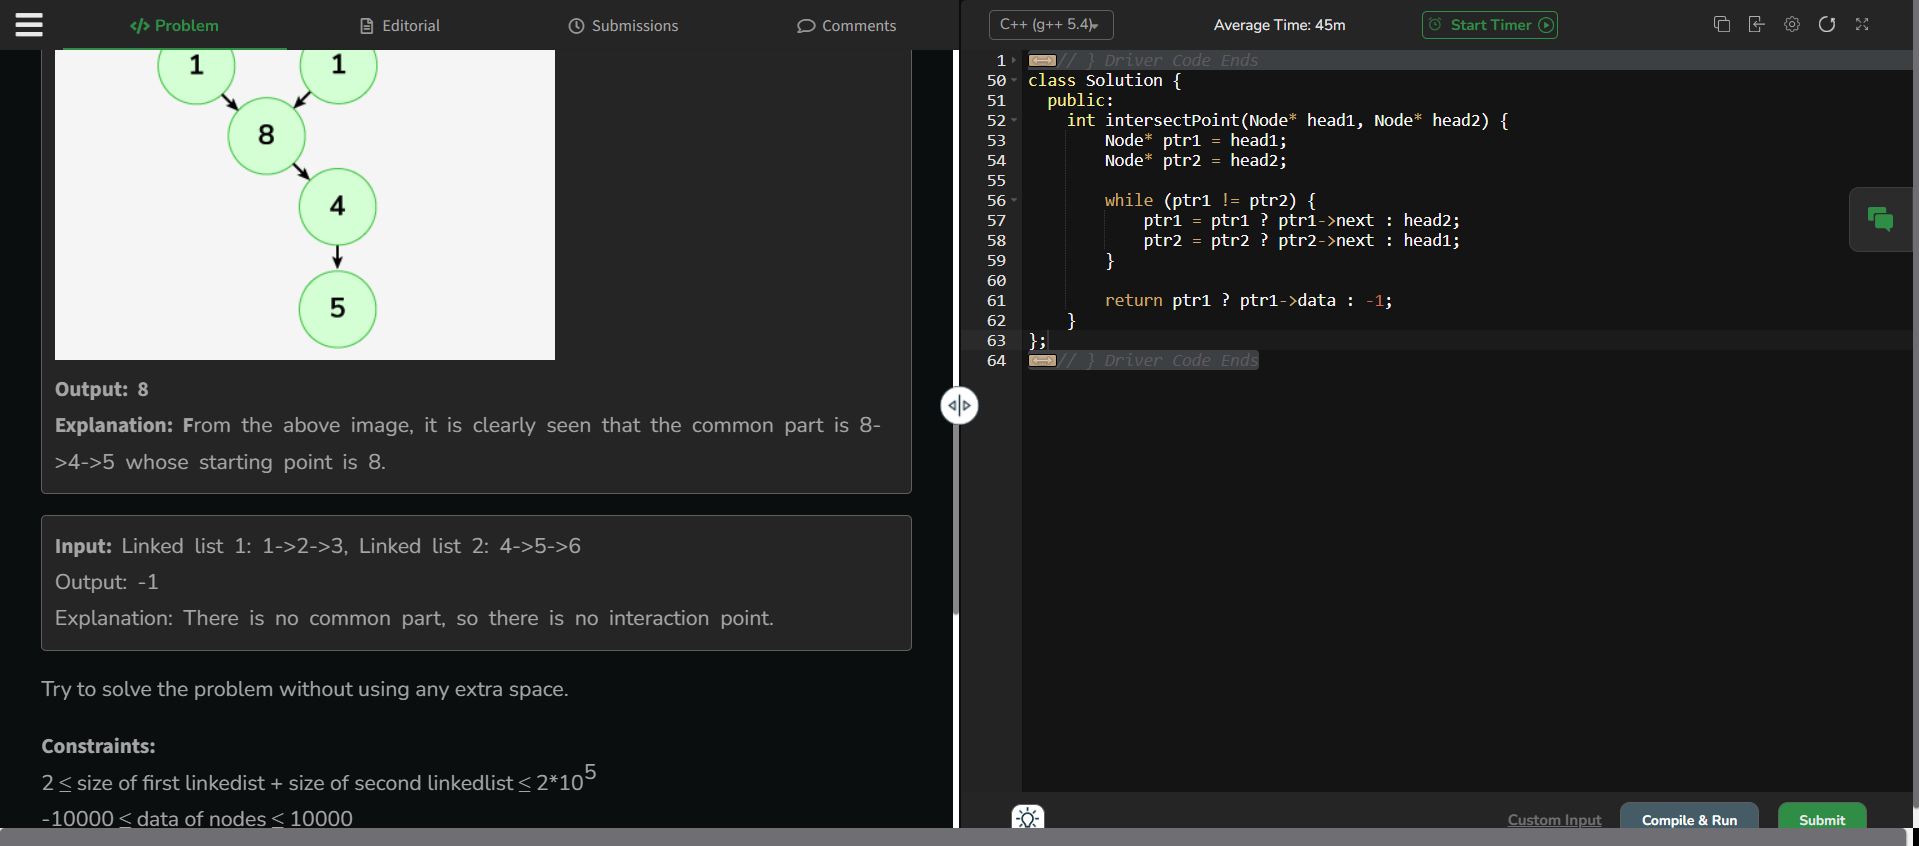 </> Problem
Editorial
Submissions
Comments
1
1
8
4
5
Output: 8
Explanation: From the above image, it is clearly seen that the common part is 8-
>4->5 whose starting point is 8.
Input: Linked list 1: 1->2->3, Linked list 2: 4->5->6
Output: -1
Explanation: There is no common part, so there is no interaction point.
Try to solve the problem without using any extra space.
Constraints:
2 ≤ size of first linkedist + size of second linkedlist ≤ 2*10^5
-10000 ≤ data of nodes ≤ 10000
C++ (g++ 5.4)
Average Time: 45m
Start Timer
1 // } Driver Code Ends
50 class Solution {
51   public:
52     int intersectPoint(Node* head1, Node* head2) {
53         Node* ptr1 = head1;
54         Node* ptr2 = head2;
55
56         while (ptr1 != ptr2) {
57             ptr1 = ptr1 ? ptr1->next : head2;
58             ptr2 = ptr2 ? ptr2->next : head1;
59         }
60
61         return ptr1 ? ptr1->data : -1;
62     }
63 };
64 // } Driver Code Ends
Custom Input
Compile & Run
Submit